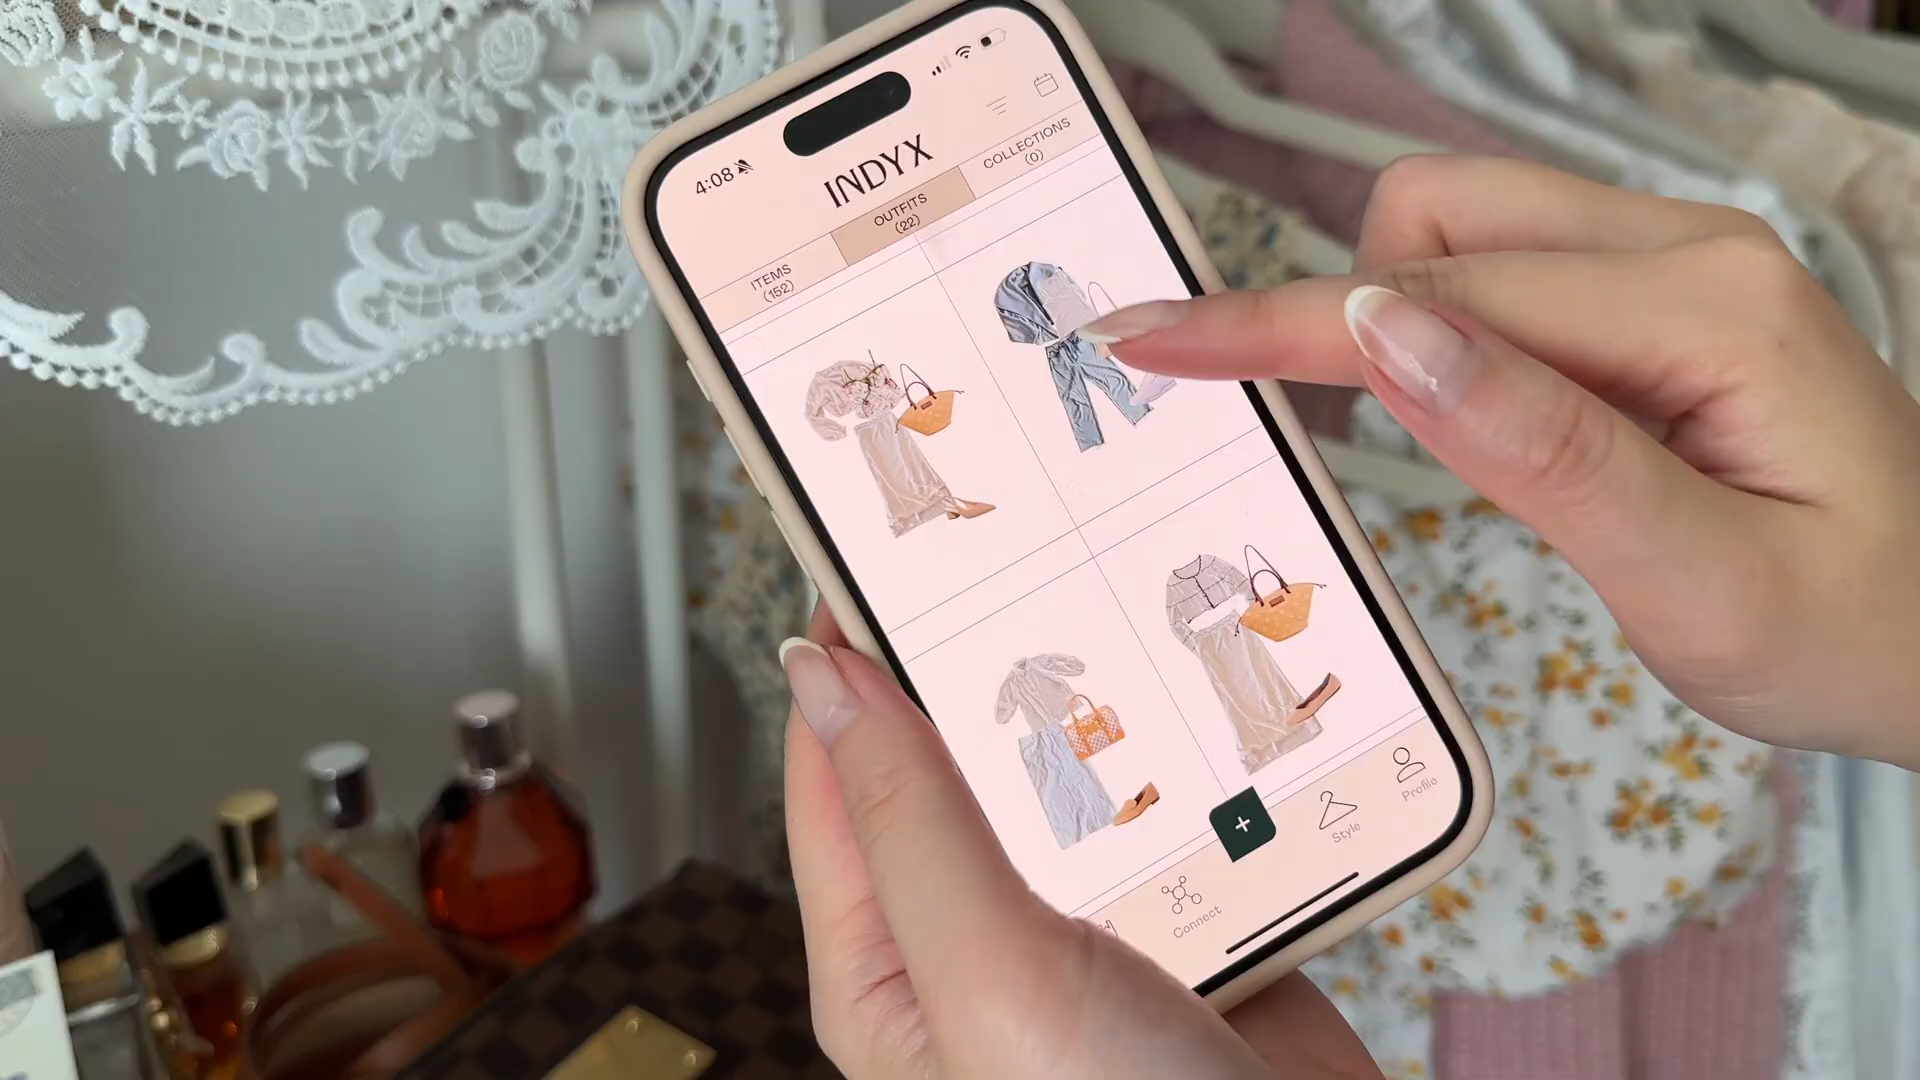 4:08
INDYX
ITEMS
(152)
OUTFITS
(22)
COLLECTIONS
(0)
+
Connect
Style
Profile